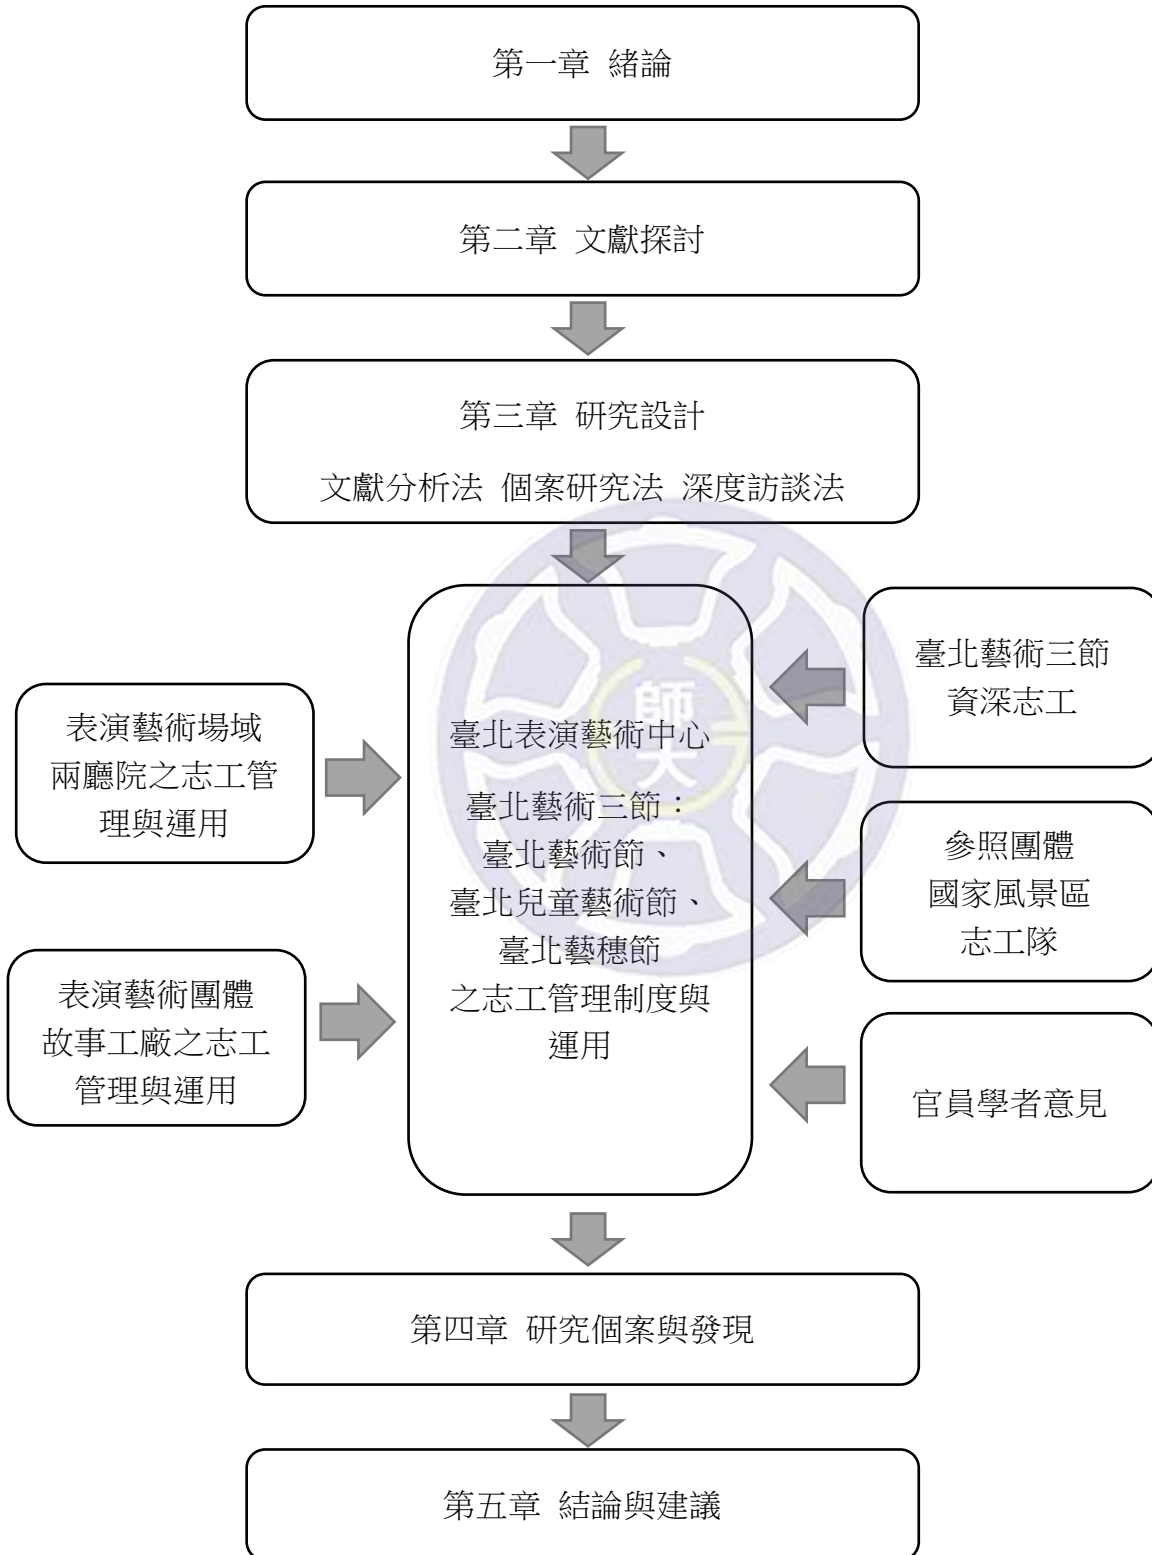 第一章 緒論
第二章 文獻探討
第三章 研究設計
文獻分析法 個案研究法 深度訪談法
表演藝術場域
兩廳院之志工管
理與運用
表演藝術團體
故事工廠之志工
管理與運用
師大
臺北表演藝術中心
臺北藝術三節：
臺北藝術節、
臺北兒童藝術節、
臺北藝穗節
之志工管理制度與
運用
臺北藝術三節
資深志工
參照團體
國家風景區
志工隊
官員學者意見
第四章 研究個案與發現
第五章 結論與建議